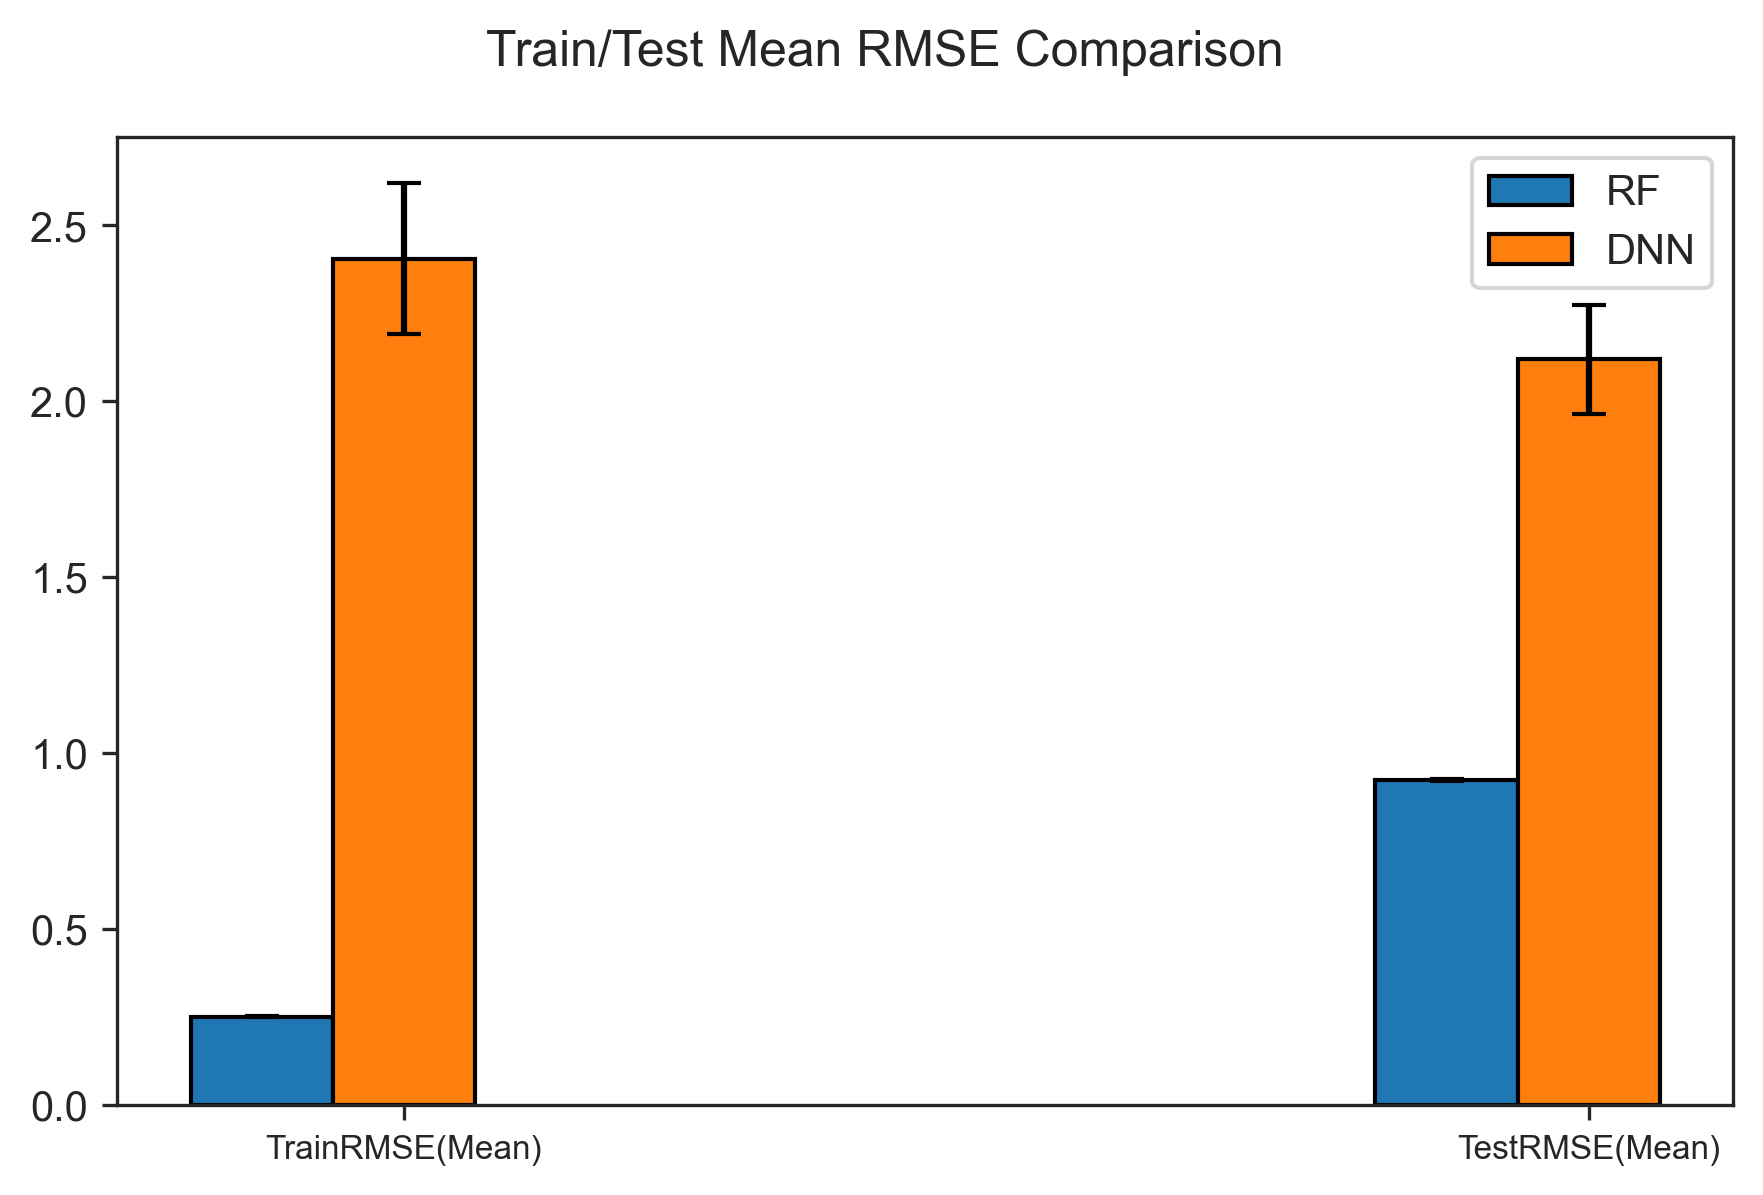 Train/Test Mean RMSE Comparison
RF
DNN
2.5
2.0
1.5
1.0
0.5
0.0
TrainRMSE(Mean)
TestRMSE(Mean)